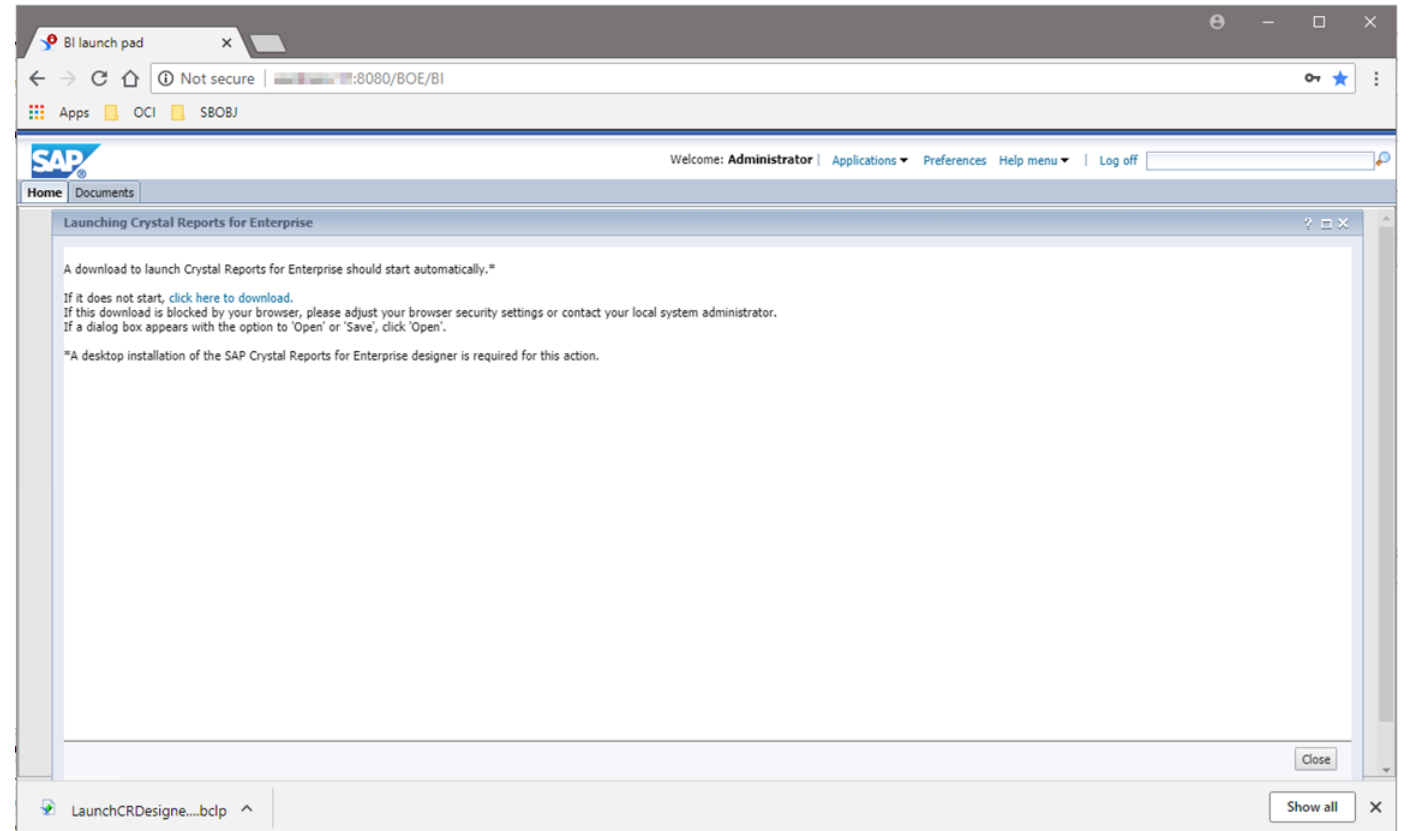 BI launch pad
Not secure | :8080/BOE/BI
Apps OCI SBOBJ
SAP® Welcome: Administrator | Applications Preferences Help menu | Log off
Home Documents
Launching Crystal Reports for Enterprise
A download to launch Crystal Reports for Enterprise should start automatically.*
If it does not start, click here to download.
If this download is blocked by your browser, please adjust your browser security settings or contact your local system administrator.
If a dialog box appears with the option to 'Open' or 'Save', click 'Open'.
*A desktop installation of the SAP Crystal Reports for Enterprise designer is required for this action.
Close
LaunchCRDesigne....bclp Show all